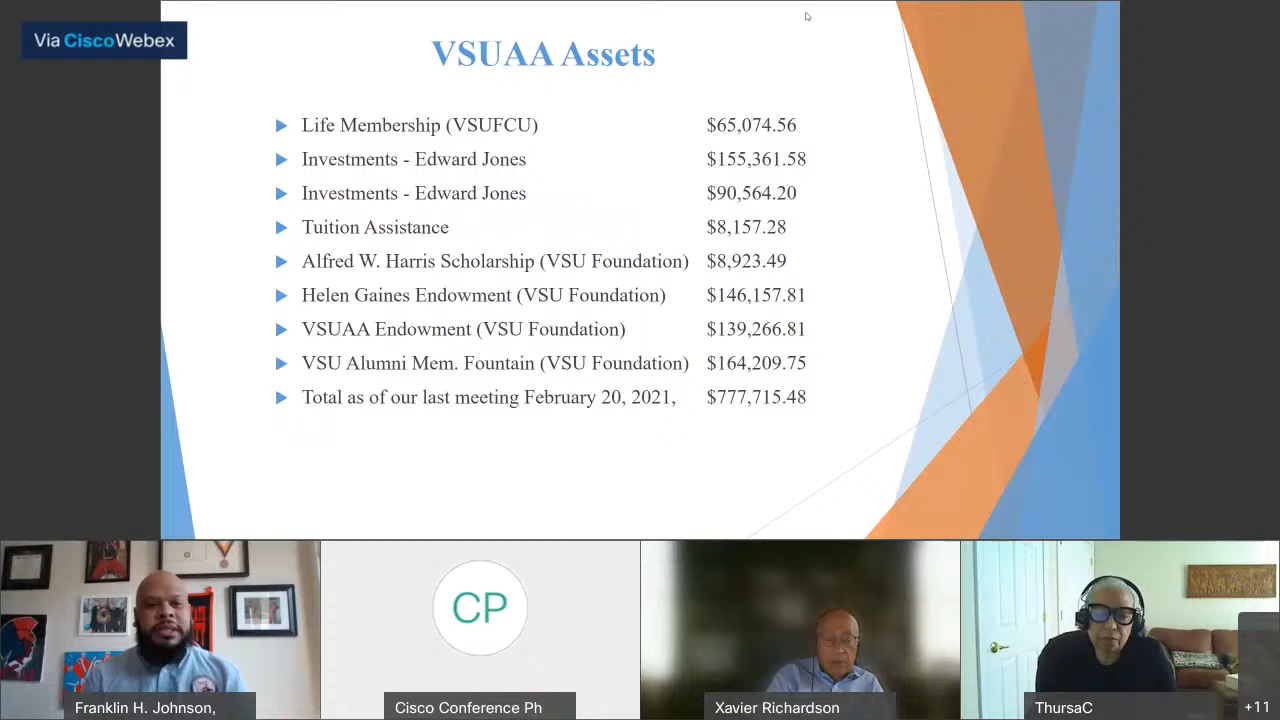 Via Cisco Webex
VSUAA Assets
Life Membership (VSUFCU) $65,074.56
Investments - Edward Jones $155,361.58
Investments - Edward Jones $90,564.20
Tuition Assistance $8,157.28
Alfred W. Harris Scholarship (VSU Foundation) $8,923.49
Helen Gaines Endowment (VSU Foundation) $146,157.81
VSUAA Endowment (VSU Foundation) $139,266.81
VSU Alumni Mem. Fountain (VSU Foundation) $164,209.75
Total as of our last meeting February 20, 2021, $777,715.48
CP
Franklin H. Johnson,
Cisco Conference Ph
Xavier Richardson
ThursaC
+11